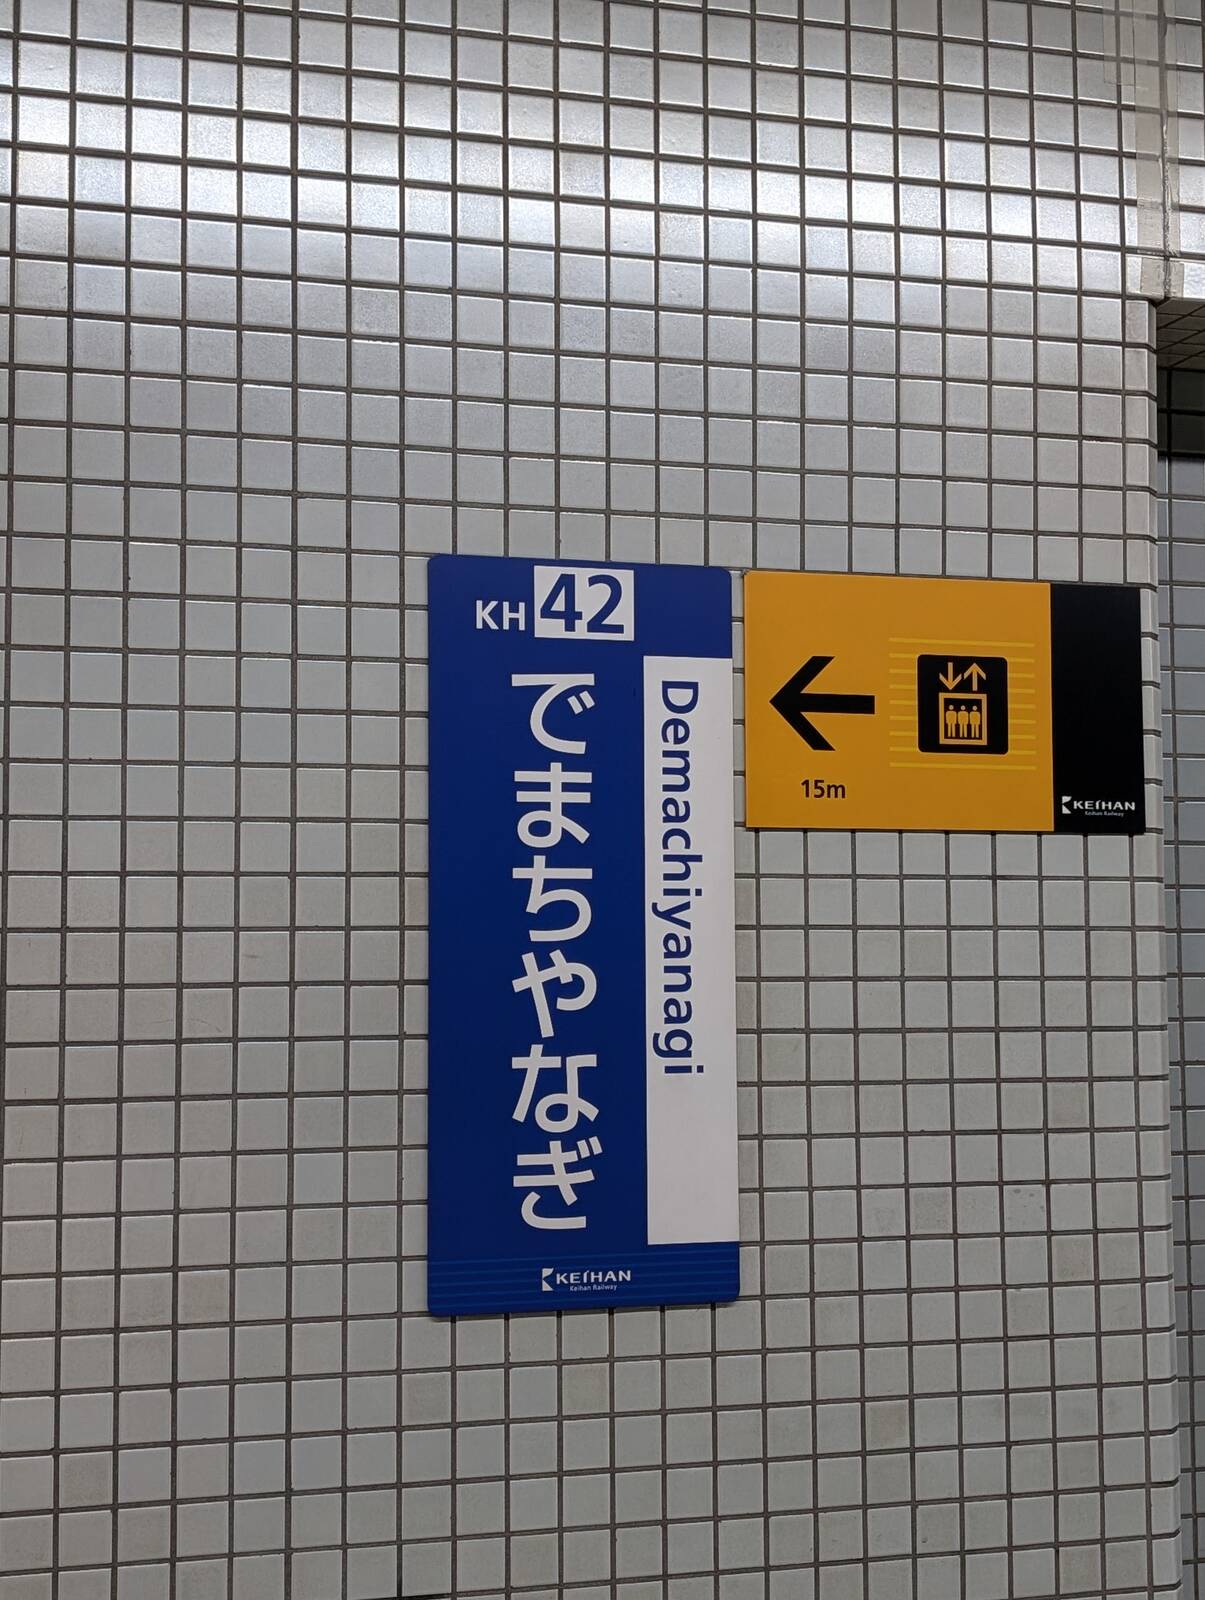 KH 42
でまちやなぎ
Demachiyanagi
KEIHAN
Keihan Railway
15m
KEIHAN
Keihan Railway